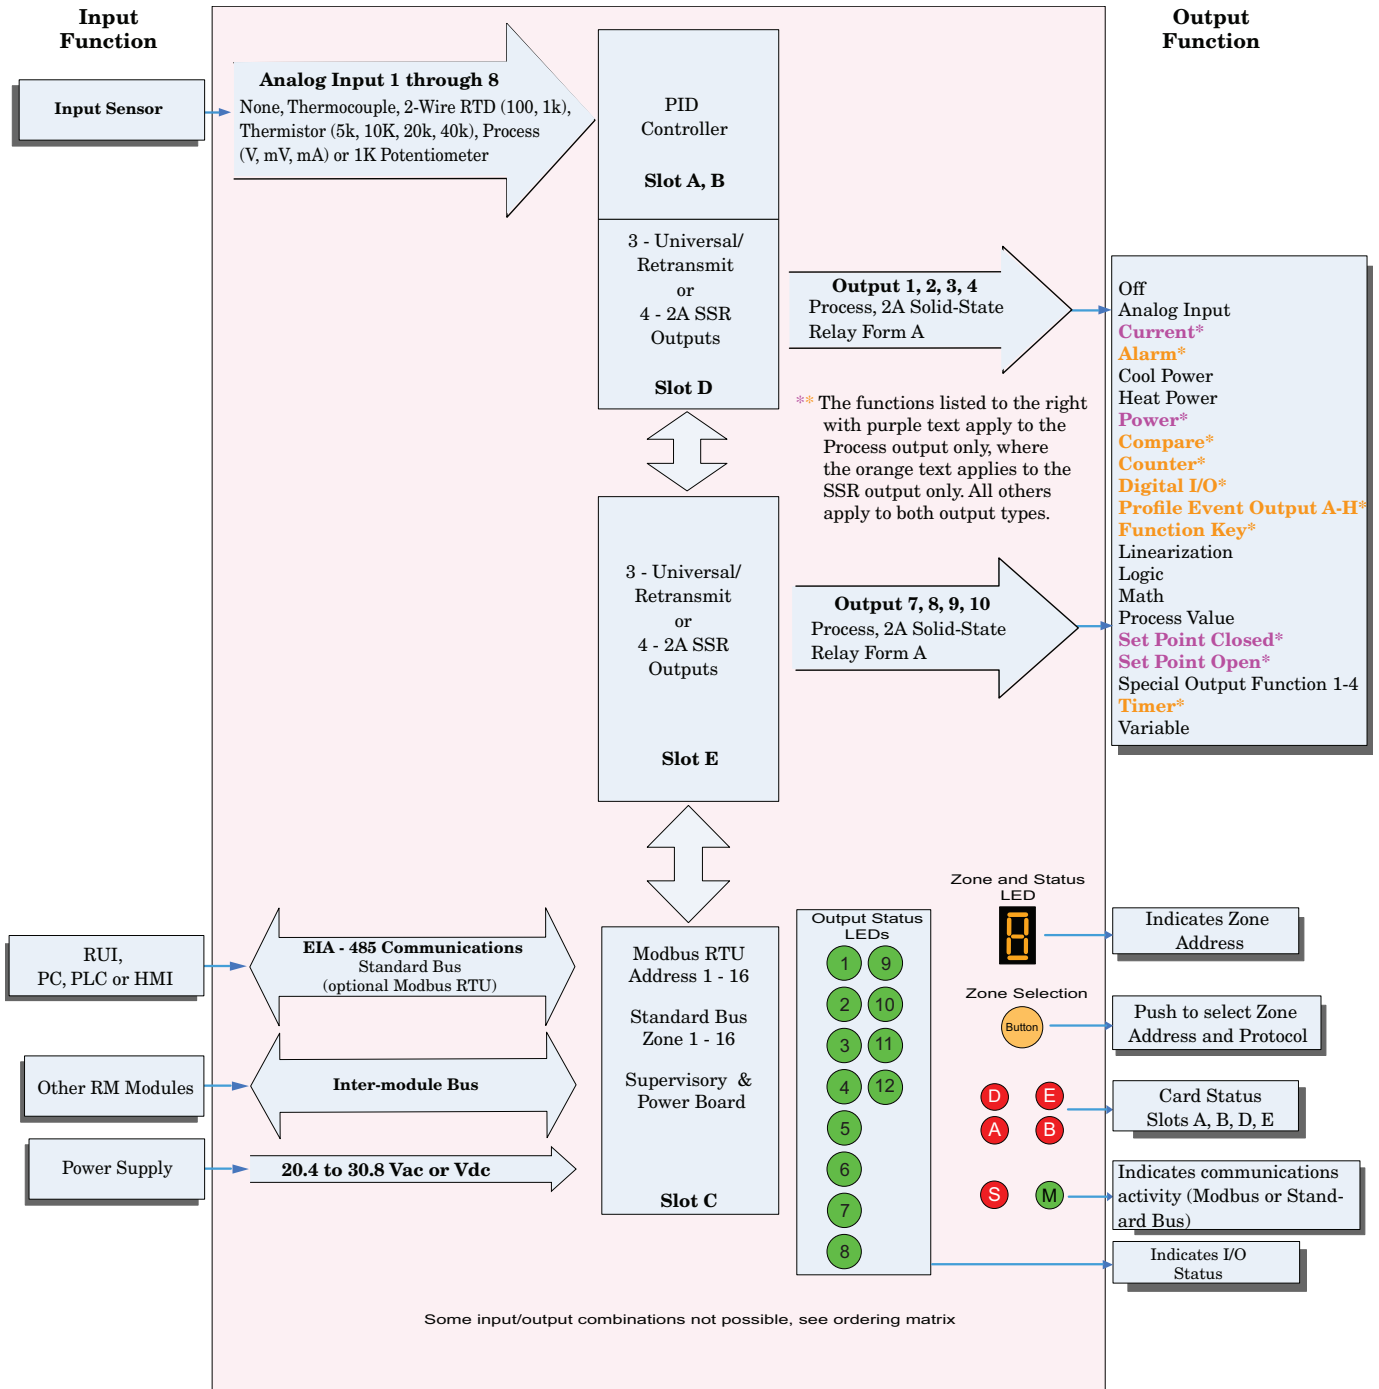 Input
Function
Output
Function
Input Sensor
Analog Input 1 through 8
None, Thermocouple, 2-Wire RTD (100, 1k),
Thermistor (5k, 10K, 20k, 40k), Process
(V, mV, mA) or 1K Potentiometer
PID
Controller
Slot A, B
3 - Universal/
Retransmit
or
4 - 2A SSR
Outputs
Slot D
Output 1, 2, 3, 4
Process, 2A Solid-State
Relay Form A
** The functions listed to the right
with purple text apply to the
Process output only, where
the orange text applies to the
SSR output only. All others
apply to both output types.
Off
Analog Input
Current*
Alarm*
Cool Power
Heat Power
Power*
Compare*
Counter*
Digital I/O*
Profile Event Output A-H*
Function Key*
Linearization
Logic
Math
Process Value
Set Point Closed*
Set Point Open*
Special Output Function 1-4
Timer*
Variable
3 - Universal/
Retransmit
or
4 - 2A SSR
Outputs
Slot E
Output 7, 8, 9, 10
Process, 2A Solid-State
Relay Form A
RUI,
PC, PLC or HMI
EIA - 485 Communications
Standard Bus
(optional Modbus RTU)
Other RM Modules
Inter-module Bus
Power Supply
20.4 to 30.8 Vac or Vdc
Modbus RTU
Address 1 - 16
Standard Bus
Zone 1 - 16
Supervisory &
Power Board
Slot C
Output Status
LEDs
1 9
2 10
3 11
4 12
5
6
7
8
Zone and Status
LED
8
Indicates Zone
Address
Zone Selection
Button
Push to select Zone
Address and Protocol
D E
A B
Card Status
Slots A, B, D, E
S M
Indicates communications
activity (Modbus or Stand-
ard Bus)
Indicates I/O
Status
Some input/output combinations not possible, see ordering matrix